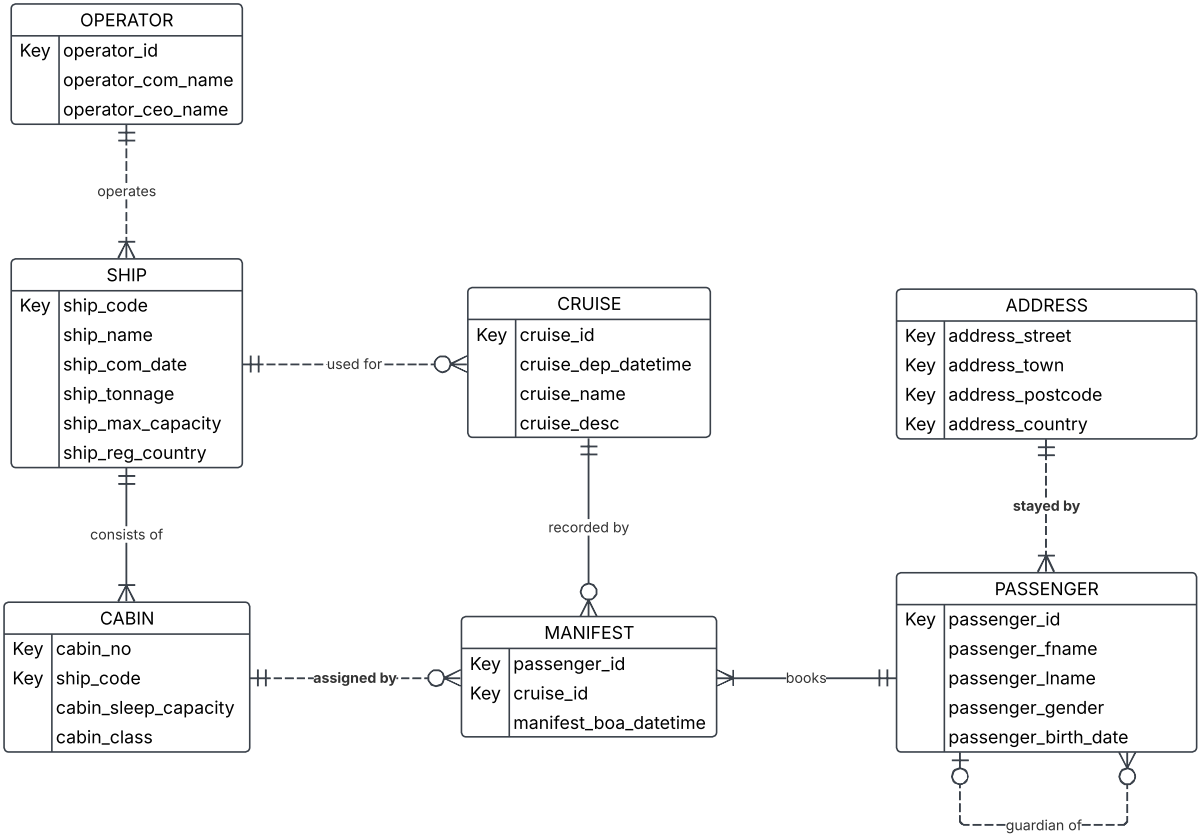 OPERATOR
Key operator_id
operator_com_name
operator_ceo_name
operates
SHIP
Key ship_code
ship_name
ship_com_date
ship_tonnage
ship_max_capacity
ship_reg_country
used for
CRUISE
Key cruise_id
cruise_dep_datetime
cruise_name
cruise_desc
ADDRESS
Key address_street
Key address_town
Key address_postcode
Key address_country
consists of
recorded by
stayed by
CABIN
Key cabin_no
Key ship_code
cabin_sleep_capacity
cabin_class
assigned by
MANIFEST
Key passenger_id
Key cruise_id
manifest_boa_datetime
books
PASSENGER
Key passenger_id
passenger_fname
passenger_lname
passenger_gender
passenger_birth_date
guardian of